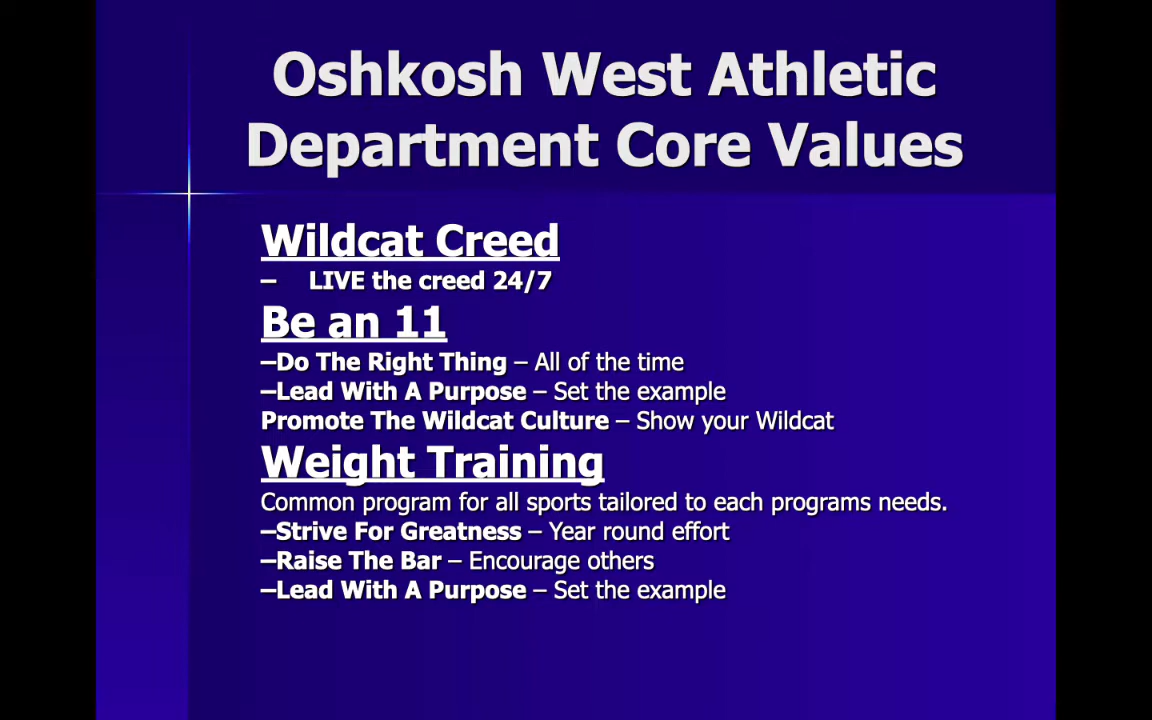 Oshkosh West Athletic
Department Core Values
Wildcat Creed
– LIVE the creed 24/7
Be an 11
–Do The Right Thing – All of the time
–Lead With A Purpose – Set the example
Promote The Wildcat Culture – Show your Wildcat
Weight Training
Common program for all sports tailored to each programs needs.
–Strive For Greatness – Year round effort
–Raise The Bar – Encourage others
–Lead With A Purpose – Set the example